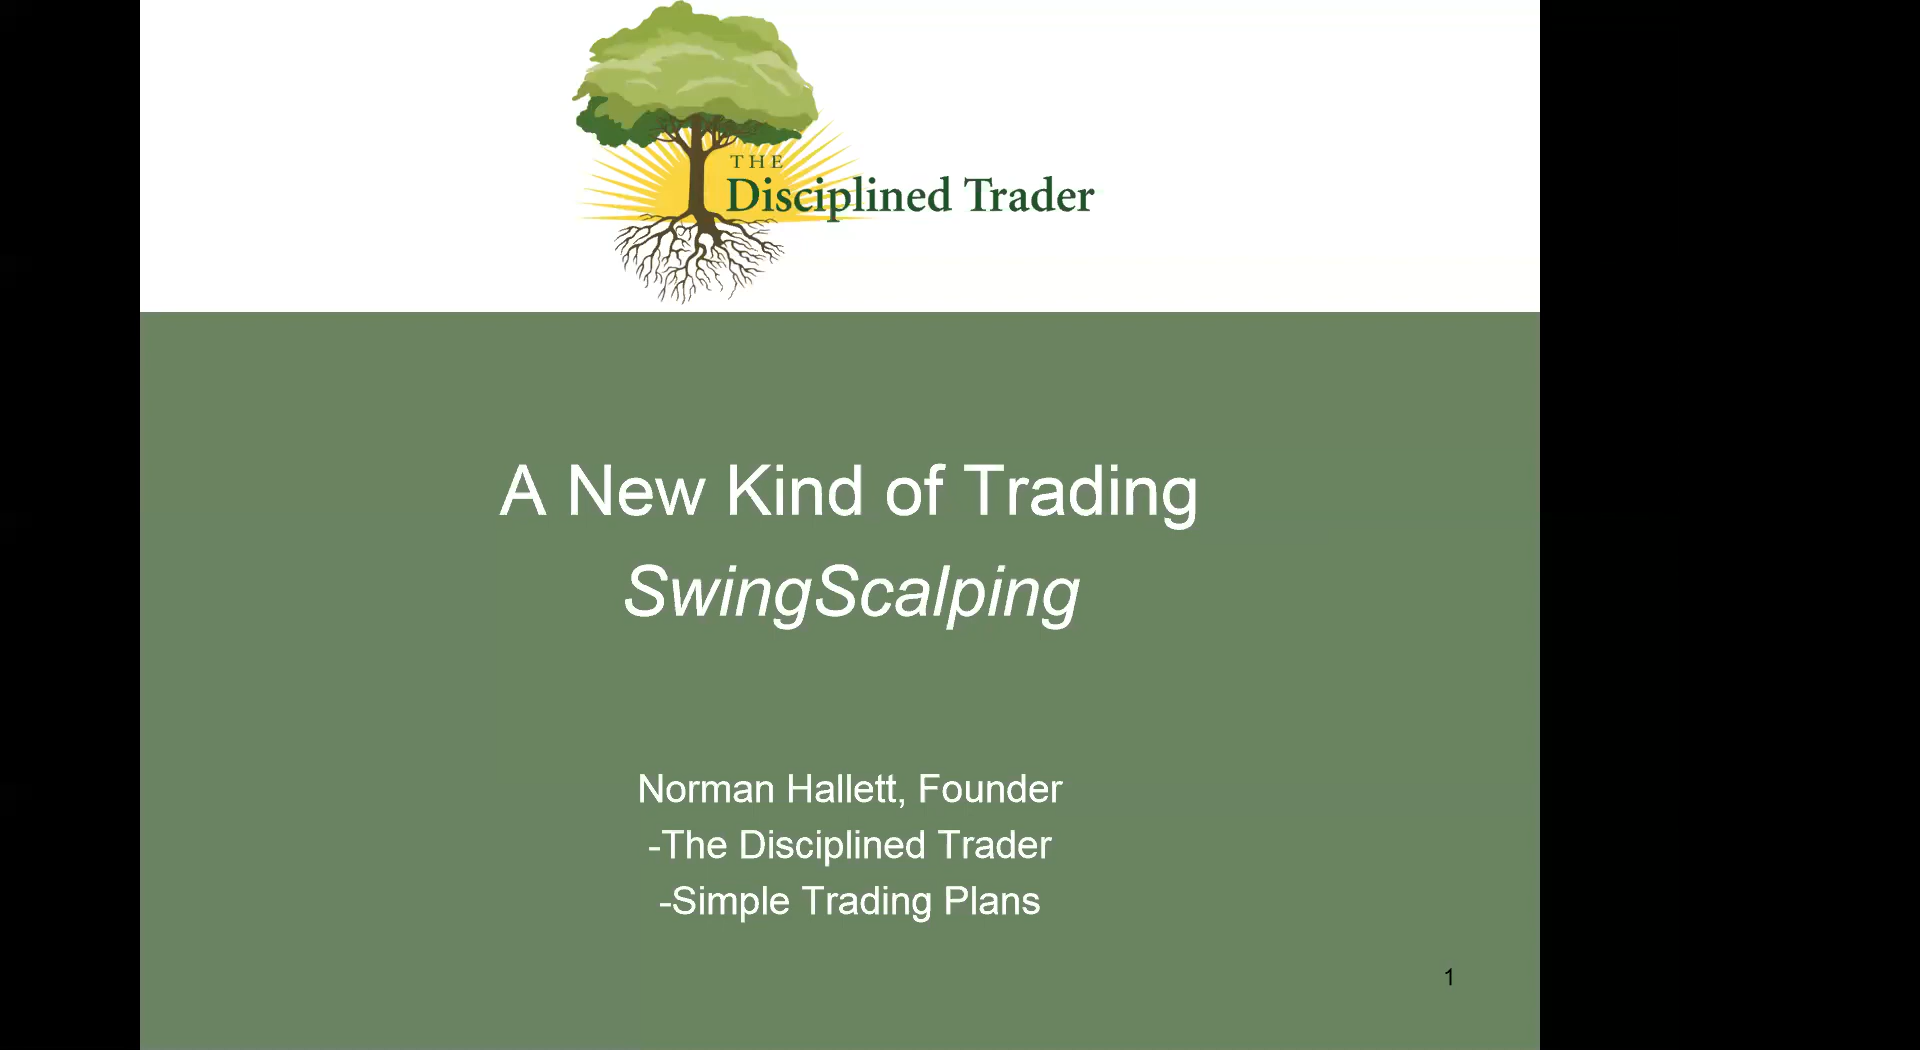 THE
Disciplined Trader
A New Kind of Trading
SwingScalping
Norman Hallett, Founder
-The Disciplined Trader
-Simple Trading Plans
1